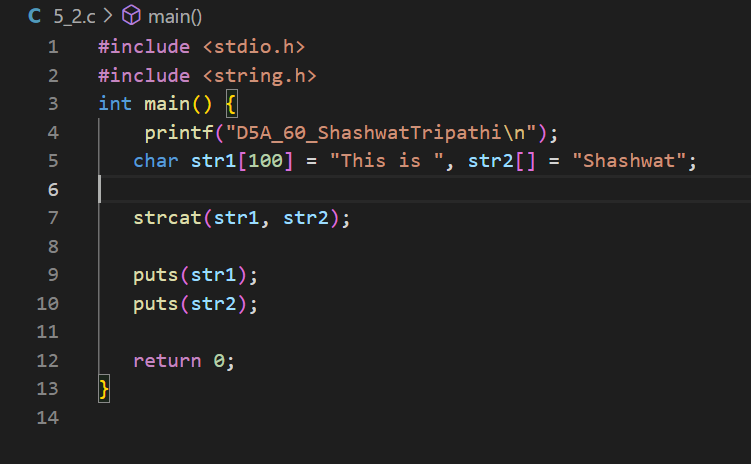 C 5_2.c > main()
1 #include <stdio.h>
2 #include <string.h>
3 int main() {
4 printf("D5A_60_ShashwatTripathi\n");
5 char str1[100] = "This is ", str2[] = "Shashwat";
6
7 strcat(str1, str2);
8
9 puts(str1);
10 puts(str2);
11
12 return 0;
13 }
14